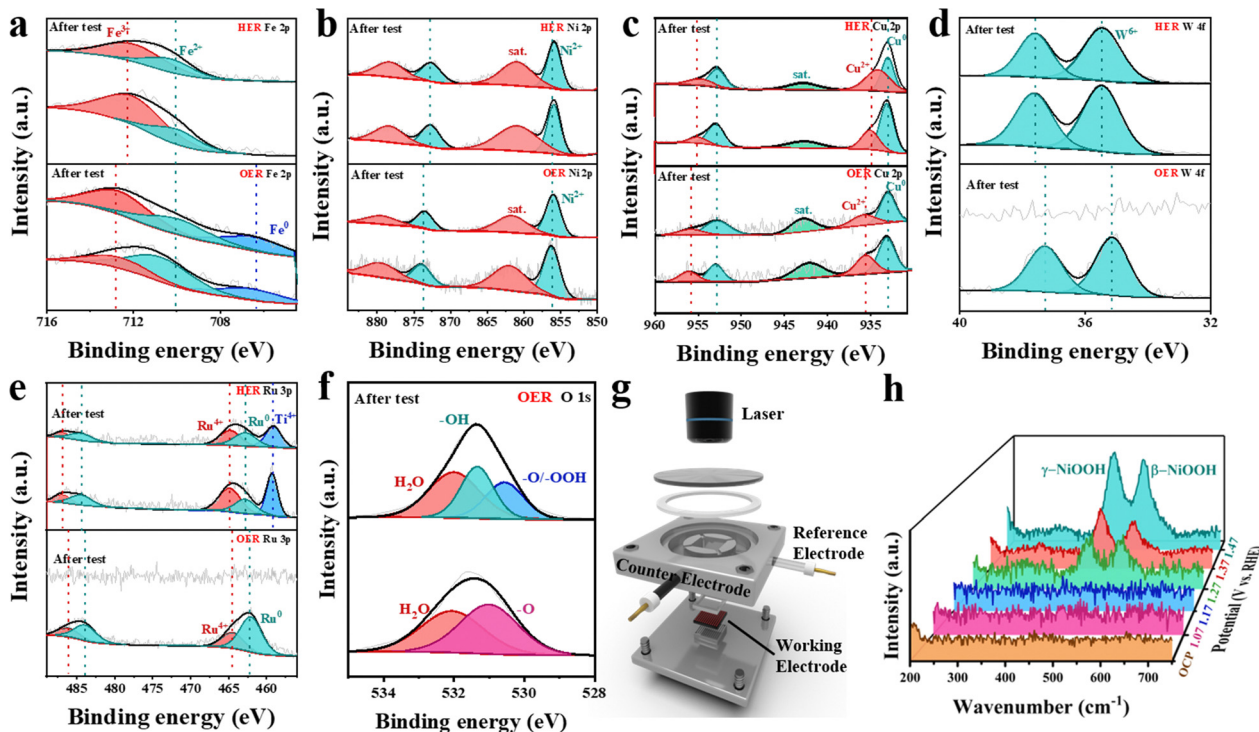 a
After test
HER Fe 2p
Fe³⁺
Fe²⁺
After test
OER Fe 2p
Fe⁰
716
712
708
Binding energy (eV)
Intensity (a.u.)
b
After test
HER Ni 2p
sat.
Ni²⁺
After test
OER Ni 2p
sat.
Ni²⁺
880
875
870
865
860
855
850
Binding energy (eV)
Intensity (a.u.)
c
After test
HER Cu 2p
Cu⁰
Cu²⁺
sat.
After test
OER Cu 2p
Cu⁰
Cu²⁺
sat.
960
955
950
945
940
935
Binding energy (eV)
Intensity (a.u.)
d
After test
HER W 4f
W⁶⁺
After test
OER W 4f
40
36
32
Binding energy (eV)
Intensity (a.u.)
e
HER Ru 3p
After test
Ru⁴⁺
Ru⁰
Ti⁴⁺
OER Ru 3p
After test
Ru⁴⁺
Ru⁰
485
480
475
470
465
460
Binding energy (eV)
Intensity (a.u.)
f
After test
OER O 1s
-OH
H₂O
-O/-OOH
H₂O
-O
534
532
530
528
Binding energy (eV)
Intensity (a.u.)
g
Laser
Reference
Electrode
Counter Electrode
Working
Electrode
h
γ-NiOOH
β-NiOOH
Intensity (a.u.)
200
300
400
500
600
700
Wavenumber (cm⁻¹)
OCP
1.07
1.17
1.27
1.37
1.47
Potential (V vs. RHE)